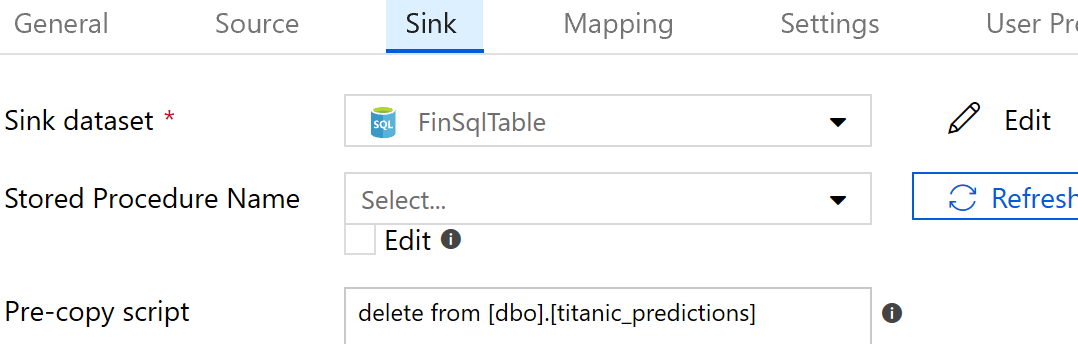 General Source Sink Mapping Settings User Pr
Sink dataset * SQL FinSqlTable Edit
Stored Procedure Name Select... Refresh
Edit
Pre-copy script delete from [dbo].[titanic_predictions]